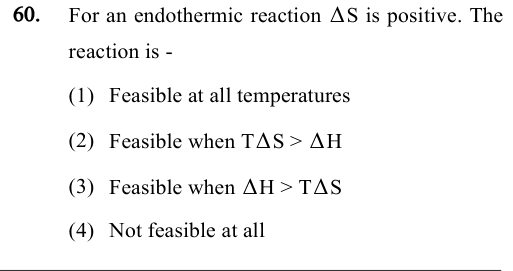 60. For an endothermic reaction ΔS is positive. The
reaction is -
(1) Feasible at all temperatures
(2) Feasible when TΔS > ΔH
(3) Feasible when ΔH > TΔS
(4) Not feasible at all